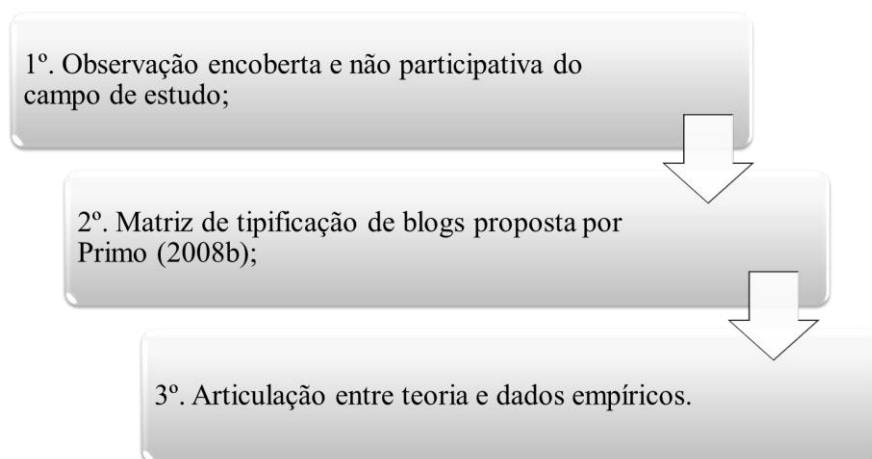 1º. Observação encoberta e não participativa do
campo de estudo;
2º. Matriz de tipificação de blogs proposta por
Primo (2008b);
3º. Articulação entre teoria e dados empíricos.